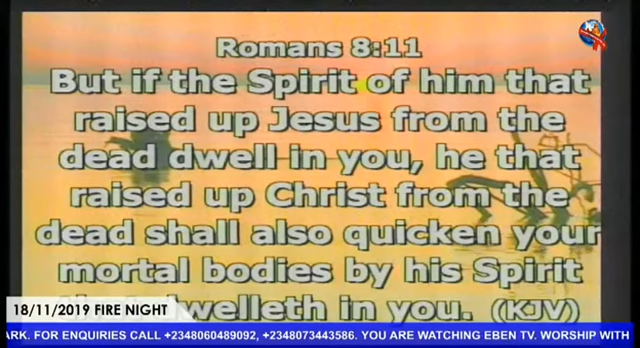 Romans 8:11
But if the Spirit of him that
raised up Jesus from the
dead dwell in you, he that
raised up Christ from the
dead shall also quicken your
mortal bodies by his Spirit
dwelleth in you. (KJV)
18/11/2019 FIRE NIGHT
ARK. FOR ENQUIRIES CALL +2348060489092, +2348073443586. YOU ARE WATCHING EBEN TV. WORSHIP WITH